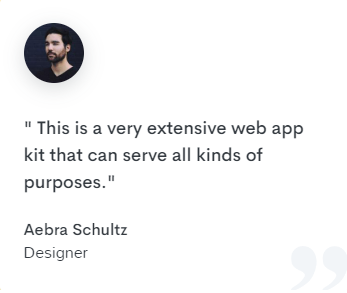 " This is a very extensive web app
kit that can serve all kinds of
purposes."
Aebra Schultz
Designer
”